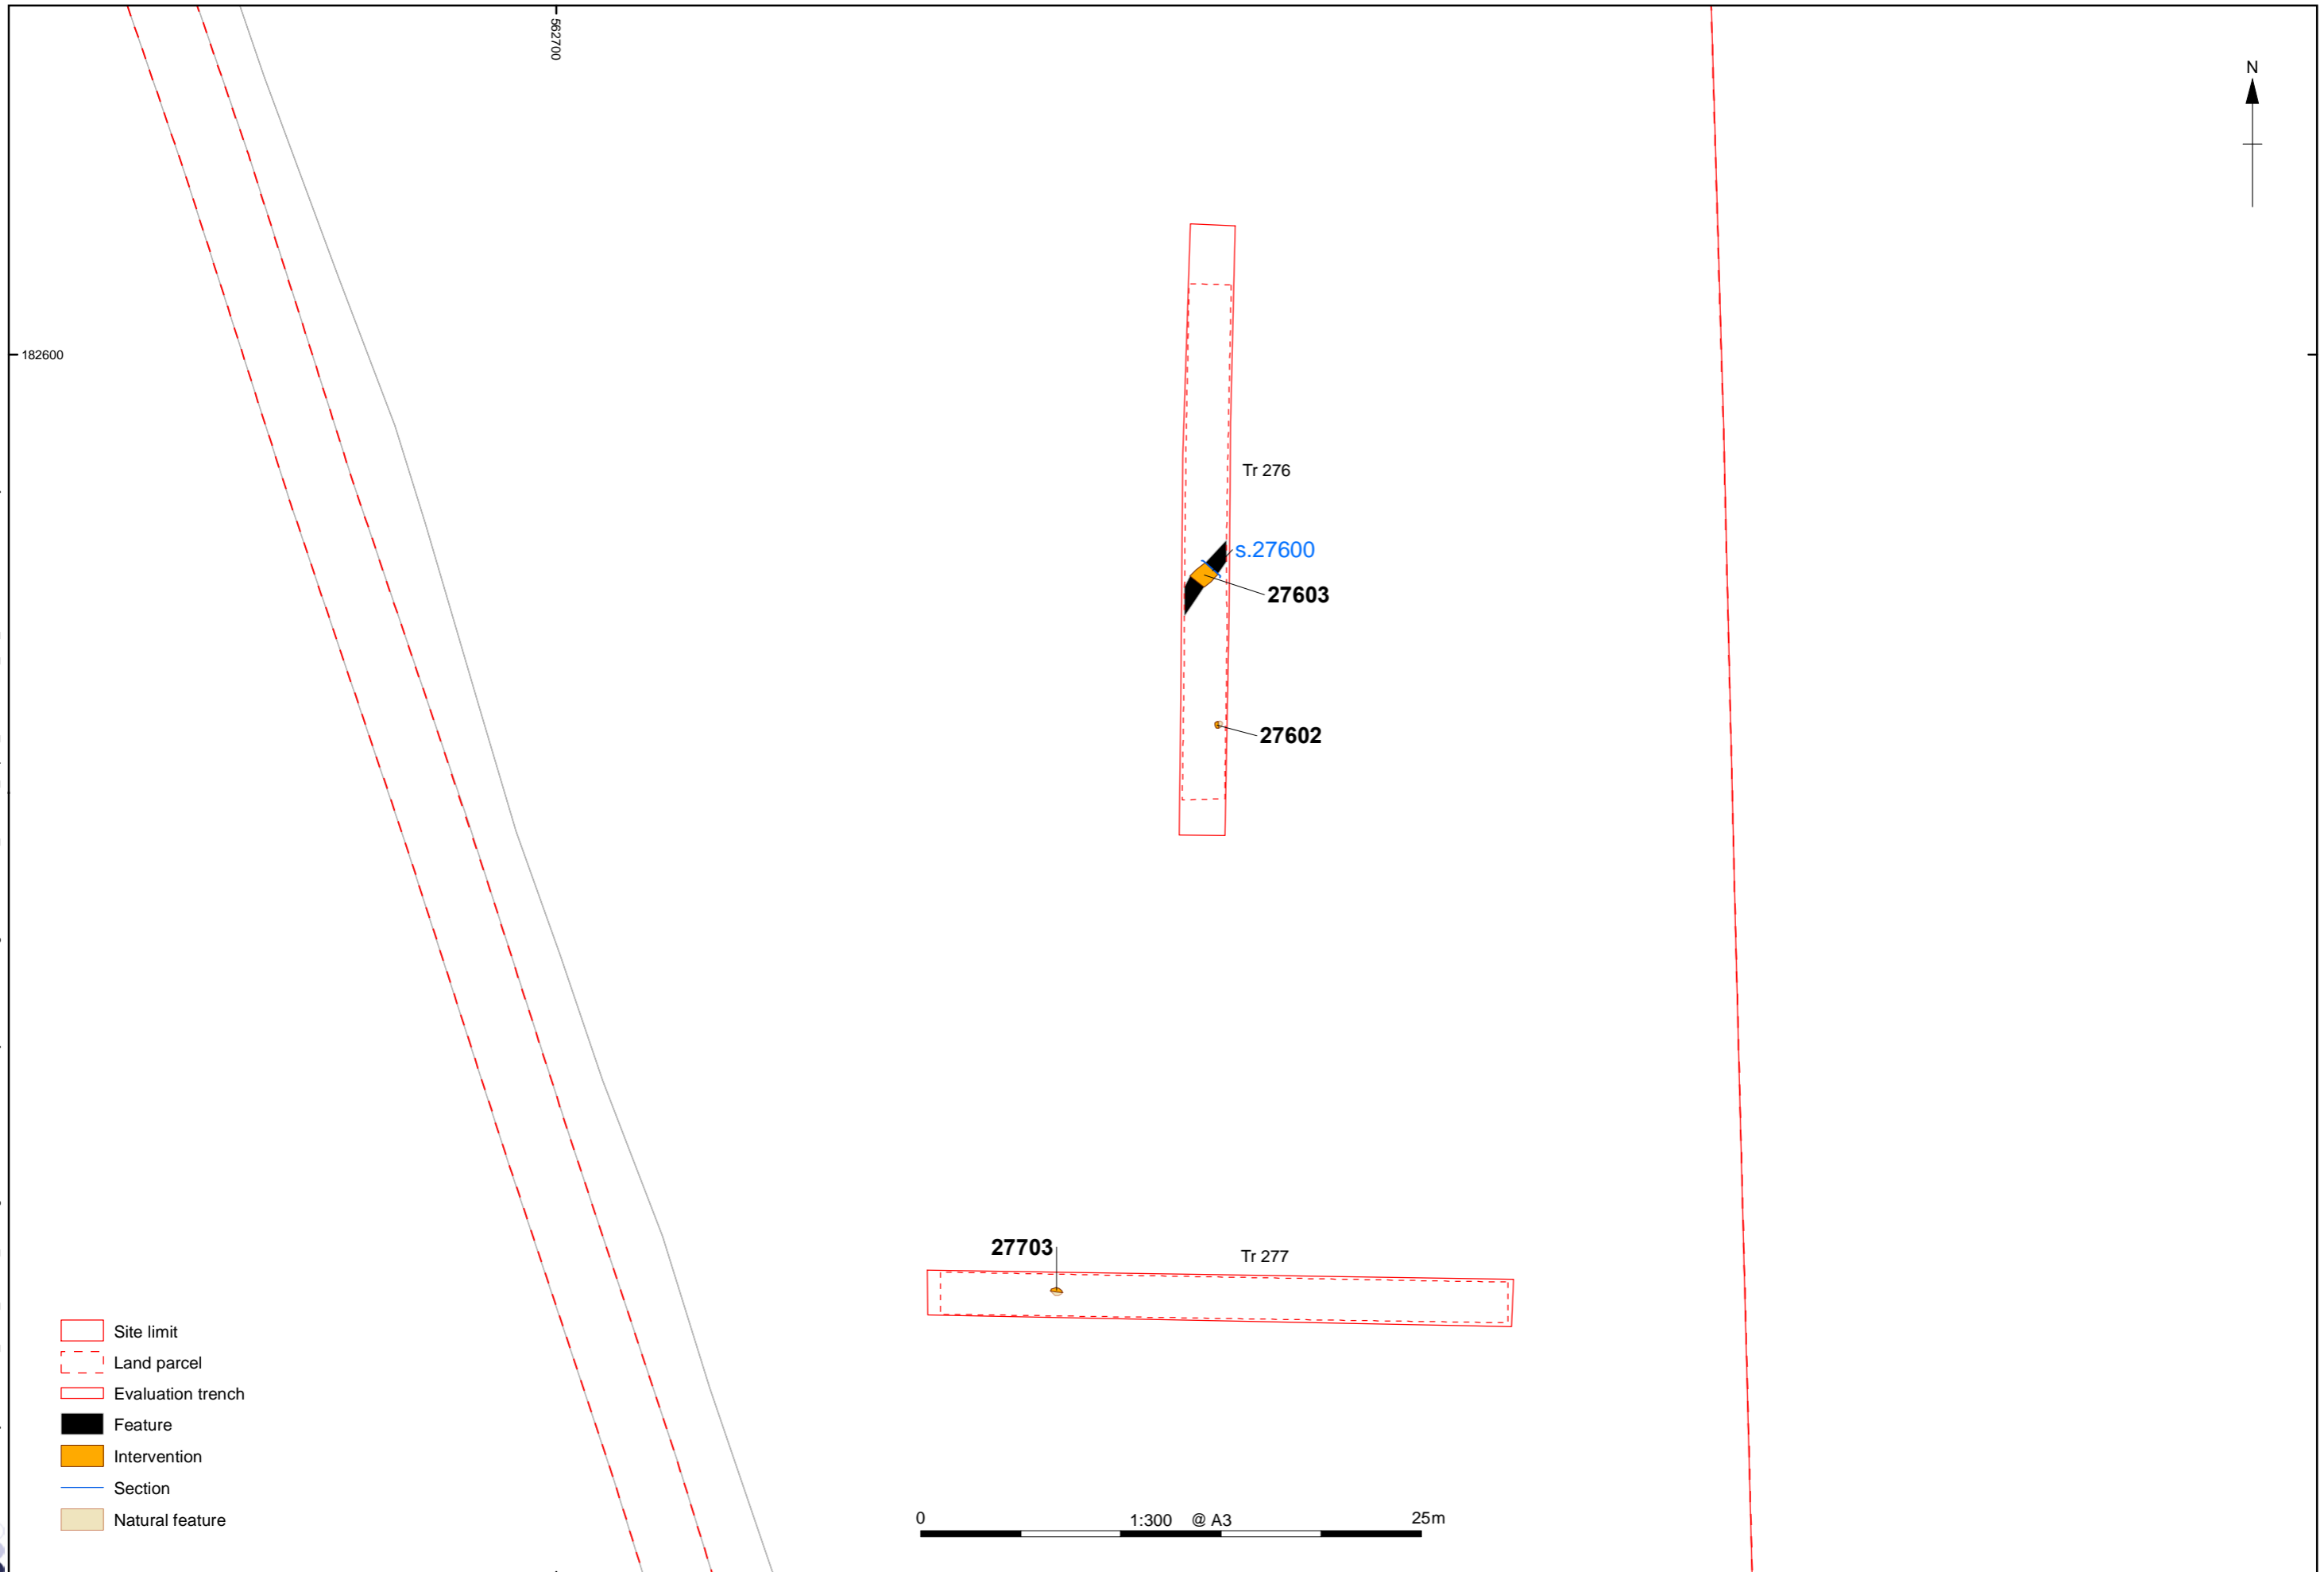 562700
N
182600
Tr 276
s.27600
27603
27602
27703
Tr 277
Site limit
Land parcel
Evaluation trench
Feature
Intervention
Section
Natural feature
0 1:300 @ A3 25m